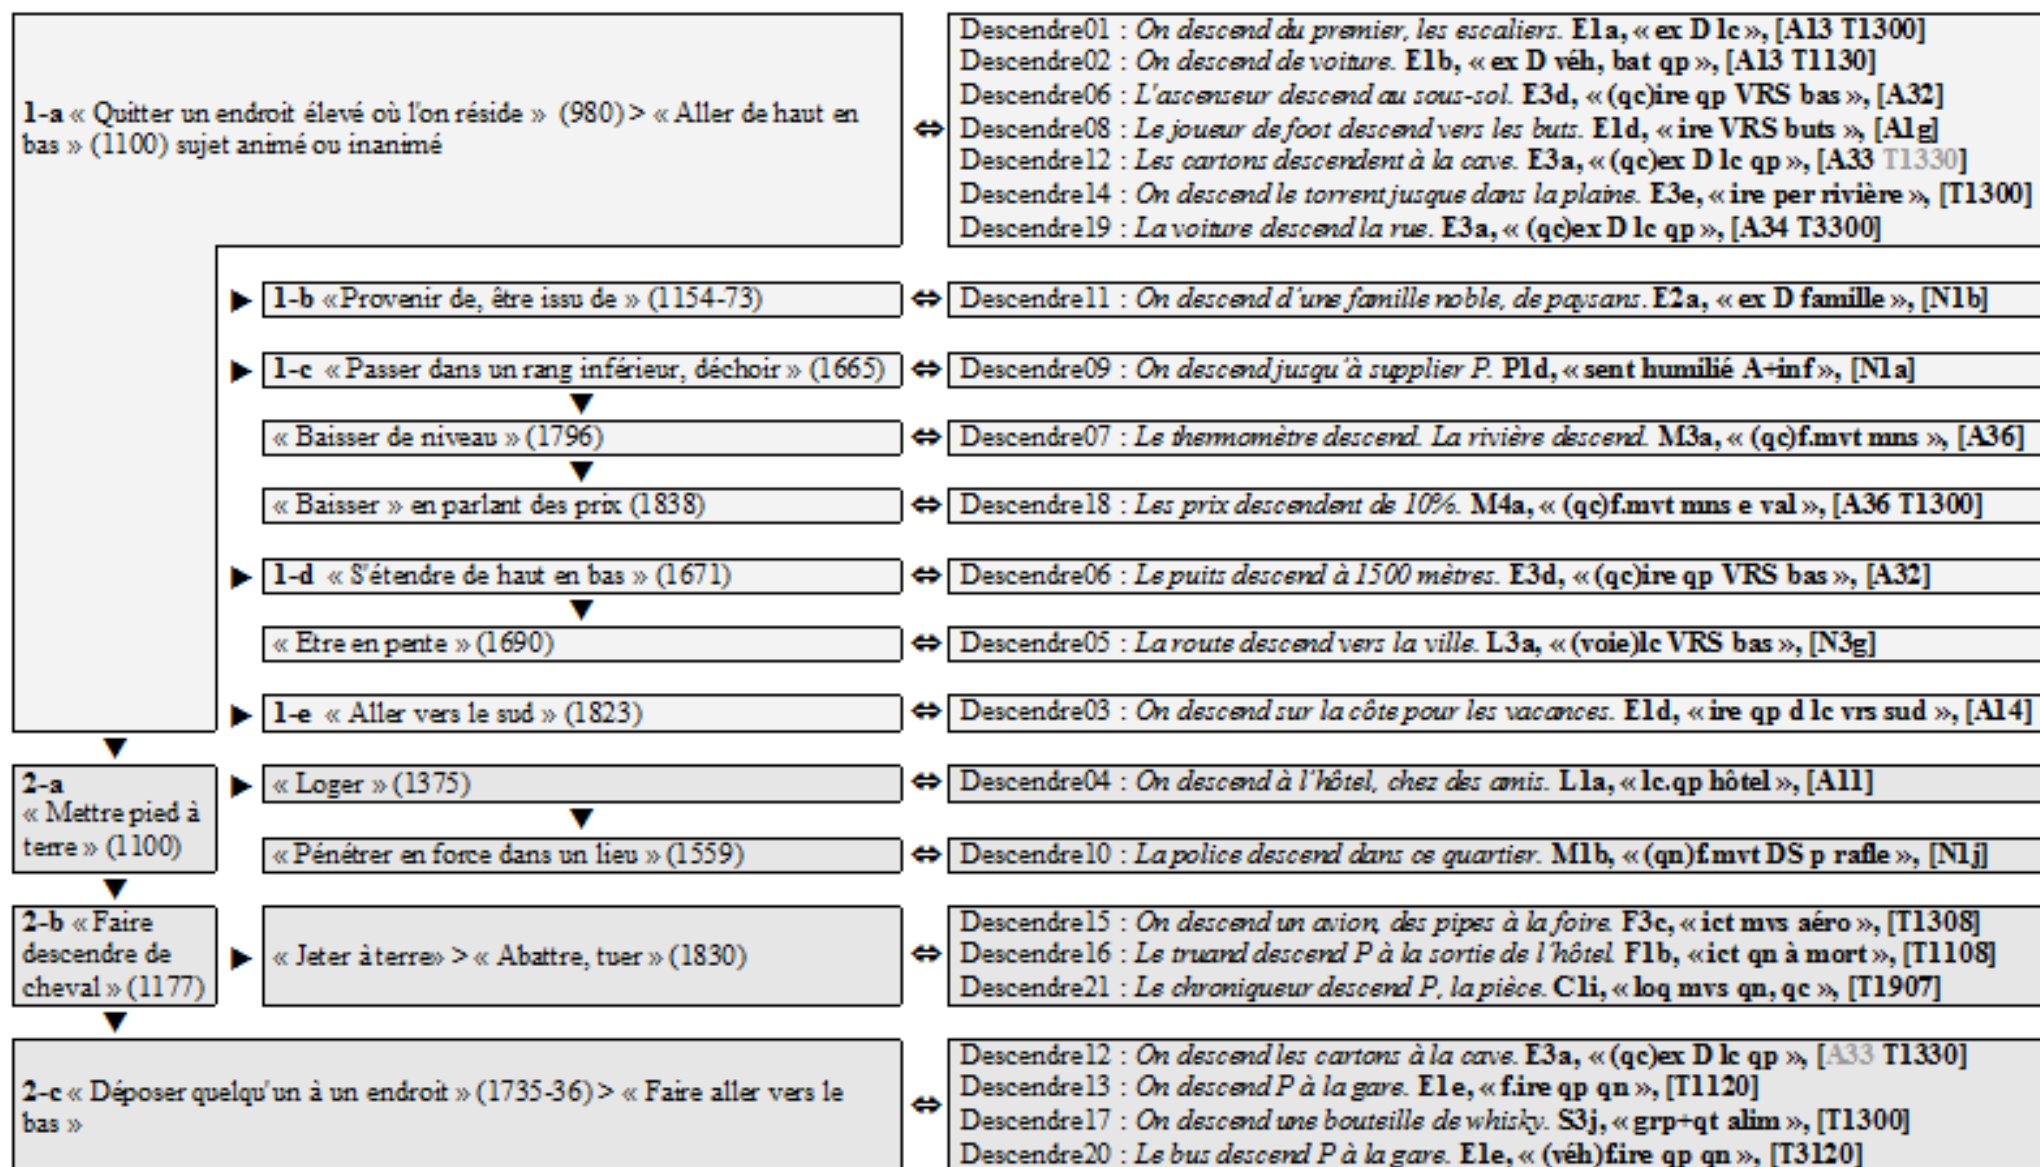 1-a « Quitter un endroit élevé où l'on réside » (980) > « Aller de haut en
bas » (1100) sujet animé ou inanimé
⇔
Descendre01 : On descend du premier, les escaliers. E1a, « ex D lc », [A13 T1300]
Descendre02 : On descend de voiture. E1b, « ex D véh, bat qp », [A13 T1130]
Descendre06 : L'ascenseur descend au sous-sol. E3d, « (qc)ire qp VRS bas », [A32]
Descendre08 : Le joueur de foot descend vers les buts. E1d, « ire VRS buts », [A1g]
Descendre12 : Les cartons descendent à la cave. E3a, « (qc)ex D lc qp », [A33 T1330]
Descendre14 : On descend le torrent jusque dans la plaine. E3e, « ire per rivière », [T1300]
Descendre19 : La voiture descend la rue. E3a, « (qc)ex D lc qp », [A34 T3300]
► 1-b « Provenir de, être issu de » (1154-73) ⇔ Descendre11 : On descend d'une famille noble, de paysans. E2a, « ex D famille », [N1b]
► 1-c « Passer dans un rang inférieur, déchoir » (1665) ⇔ Descendre09 : On descend jusqu'à supplier P. P1d, « sent humilié A+inf », [N1a]
▼
« Baisser de niveau » (1796) ⇔ Descendre07 : Le thermomètre descend. La rivière descend. M3a, « (qc)f.mvt mns », [A36]
▼
« Baisser » en parlant des prix (1838) ⇔ Descendre18 : Les prix descendent de 10%. M4a, « (qc)f.mvt mns e val », [A36 T1300]
► 1-d « S'étendre de haut en bas » (1671) ⇔ Descendre06 : Le puits descend à 1500 mètres. E3d, « (qc)ire qp VRS bas », [A32]
▼
« Etre en pente » (1690) ⇔ Descendre05 : La route descend vers la ville. L3a, « (voie)lc VRS bas », [N3g]
► 1-e « Aller vers le sud » (1823) ⇔ Descendre03 : On descend sur la côte pour les vacances. E1d, « ire qp d lc vrs sud », [A14]
▼
2-a
« Mettre pied à
terre » (1100)
► « Loger » (1375) ⇔ Descendre04 : On descend à l'hôtel, chez des amis. L1a, « lc.qp hôtel », [A11]
▼
« Pénétrer en force dans un lieu » (1559) ⇔ Descendre10 : La police descend dans ce quartier. M1b, « (qn)f.mvt DS p rafle », [N1j]
▼
2-b « Faire
descendre de
cheval » (1177)
► « Jeter à terre» > « Abattre, tuer » (1830) ⇔
Descendre15 : On descend un avion, des pipes à la foire. F3c, « ict mvs aéro », [T1308]
Descendre16 : Le truand descend P à la sortie de l'hôtel. F1b, «ict qn à mort», [T1108]
Descendre21 : Le chroniqueur descend P, la pièce. C1i, « loq mvs qn, qc », [T1907]
▼
2-c « Déposer quelqu'un à un endroit » (1735-36) > « Faire aller vers le
bas »
⇔
Descendre12 : On descend les cartons à la cave. E3a, « (qc)ex D lc qp », [A33 T1330]
Descendre13 : On descend P à la gare. E1e, « f.ire qp qn », [T1120]
Descendre17 : On descend une bouteille de whisky. S3j, « grp+qt alim », [T1300]
Descendre20 : Le bus descend P à la gare. E1e, « (véh)f.ire qp qn », [T3120]